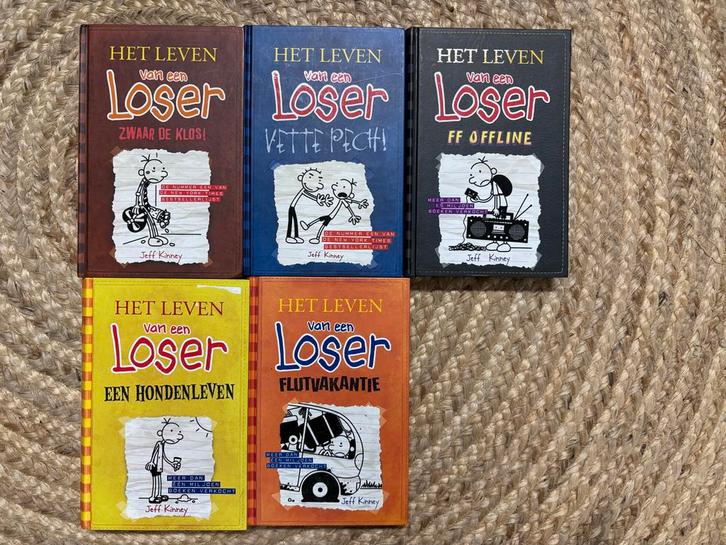 HET LEVEN
van een
Loser
ZWAAR DE KLOS!
DE NUMMER EEN VAN
DE NEW YORK TIMES
BESTSELLERLIJST
Jeff Kinney
HET LEVEN
van een
Loser
VETTE PECH!
DE NUMMER EEN VAN
DE NEW YORK TIMES
BESTSELLERLIJST
Jeff Kinney
HET LEVEN
van een
Loser
FF OFFLINE
MEER DAN
1,5 MILJOEN
BOEKEN VERKOCHT
Jeff Kinney
HET LEVEN
van een
Loser
EEN HONDENLEVEN
MEER DAN
EEN MILJOEN
BOEKEN VERKOCHT
Jeff Kinney
HET LEVEN
van een
Loser
FLUTVAKANTIE
MEER DAN
EEN MILJOEN
BOEKEN VERKOCHT
Jeff Kinney